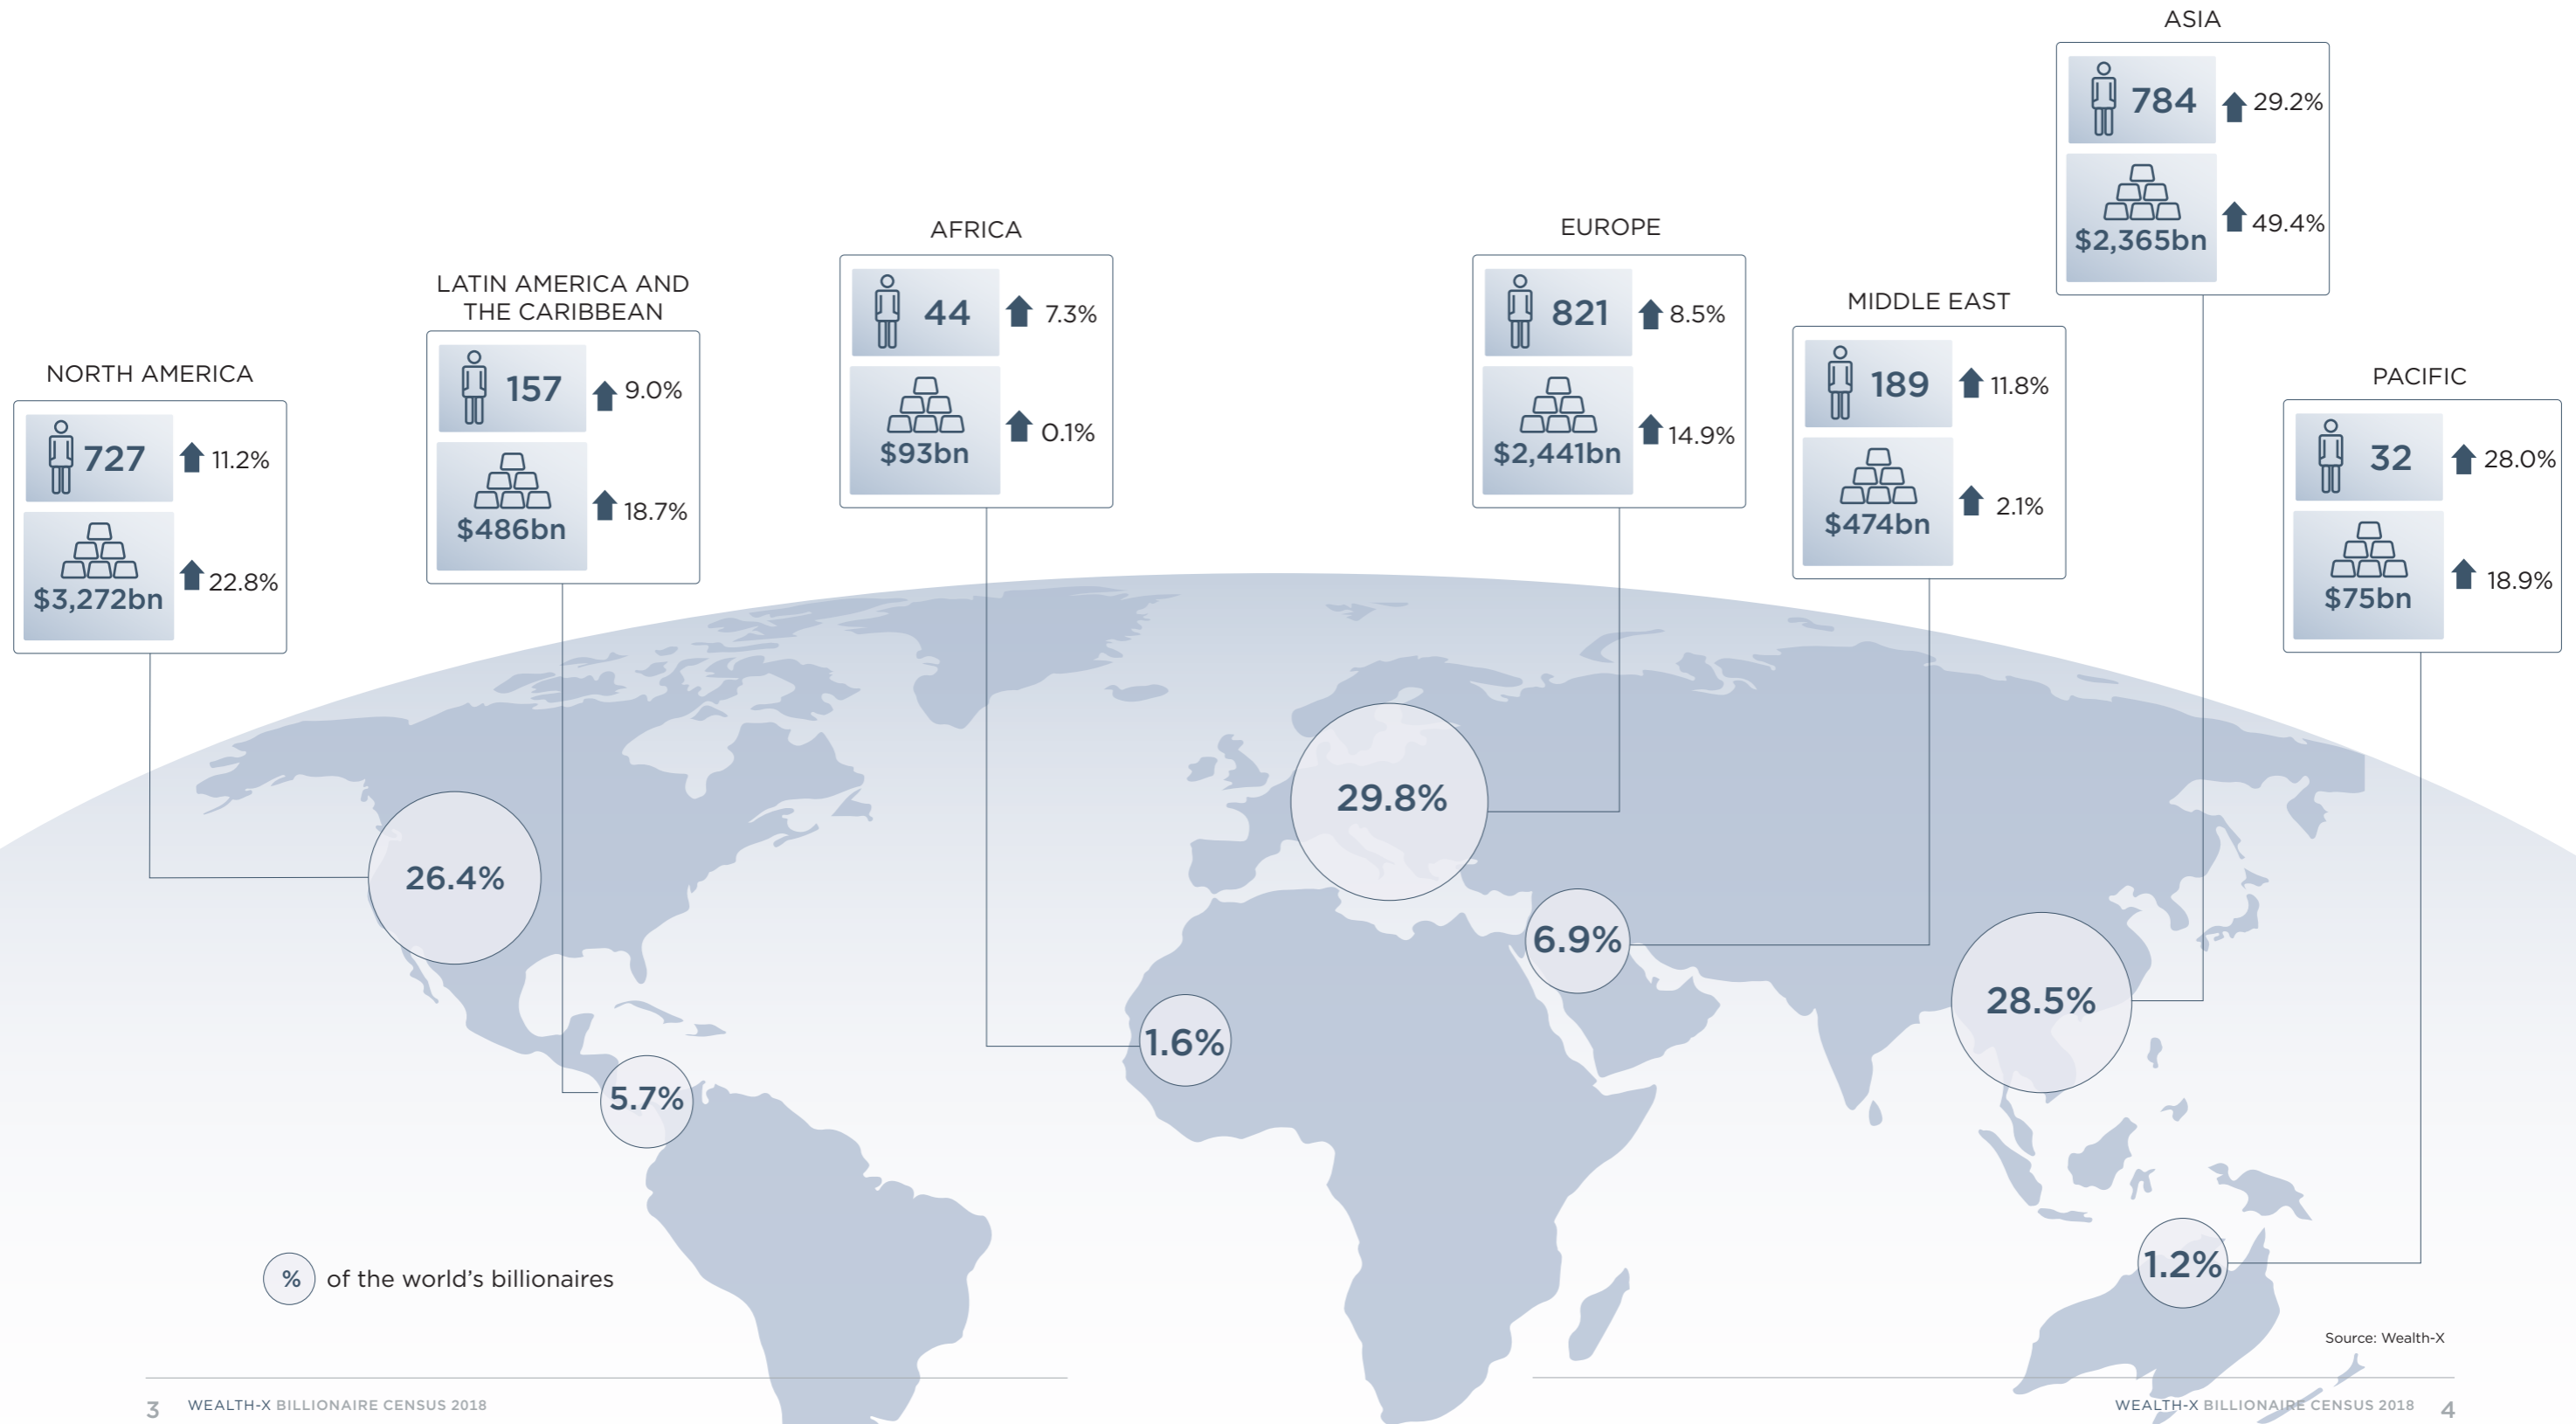 ASIA
784
29.2%
$2,365bn
49.4%
AFRICA
44
7.3%
$93bn
0.1%
EUROPE
821
8.5%
$2,441bn
14.9%
LATIN AMERICA AND
THE CARIBBEAN
157
9.0%
$486bn
18.7%
MIDDLE EAST
189
11.8%
$474bn
2.1%
NORTH AMERICA
727
11.2%
$3,272bn
22.8%
PACIFIC
32
28.0%
$75bn
18.9%
29.8%
26.4%
6.9%
28.5%
1.6%
5.7%
1.2%
% of the world's billionaires
Source: Wealth-X
3 WEALTH-X BILLIONAIRE CENSUS 2018
WEALTH-X BILLIONAIRE CENSUS 2018 4